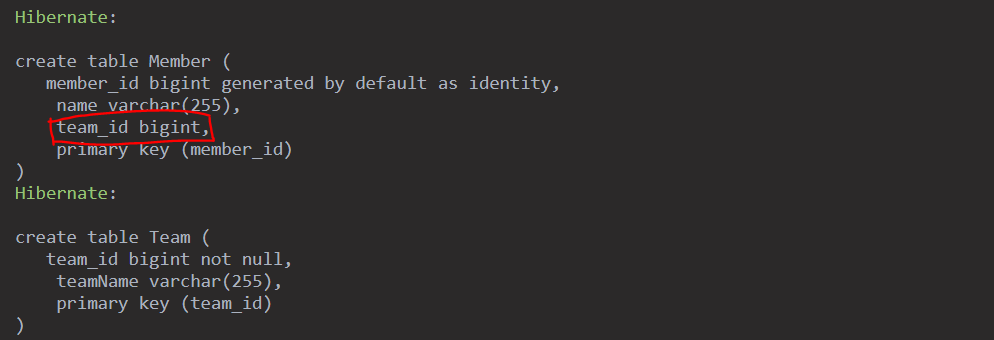 Hibernate:
create table Member (
member_id bigint generated by default as identity,
name varchar(255),
team_id bigint,
primary key (member_id)
)
Hibernate:
create table Team (
team_id bigint not null,
teamName varchar(255),
primary key (team_id)
)